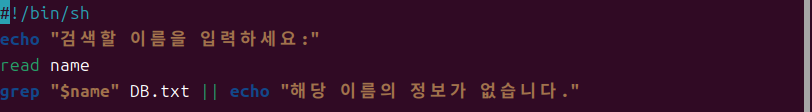 #!/bin/sh
echo "검색할 이름을 입력하세요:"
read name
grep "$name" DB.txt || echo "해당 이름의 정보가 없습니다."